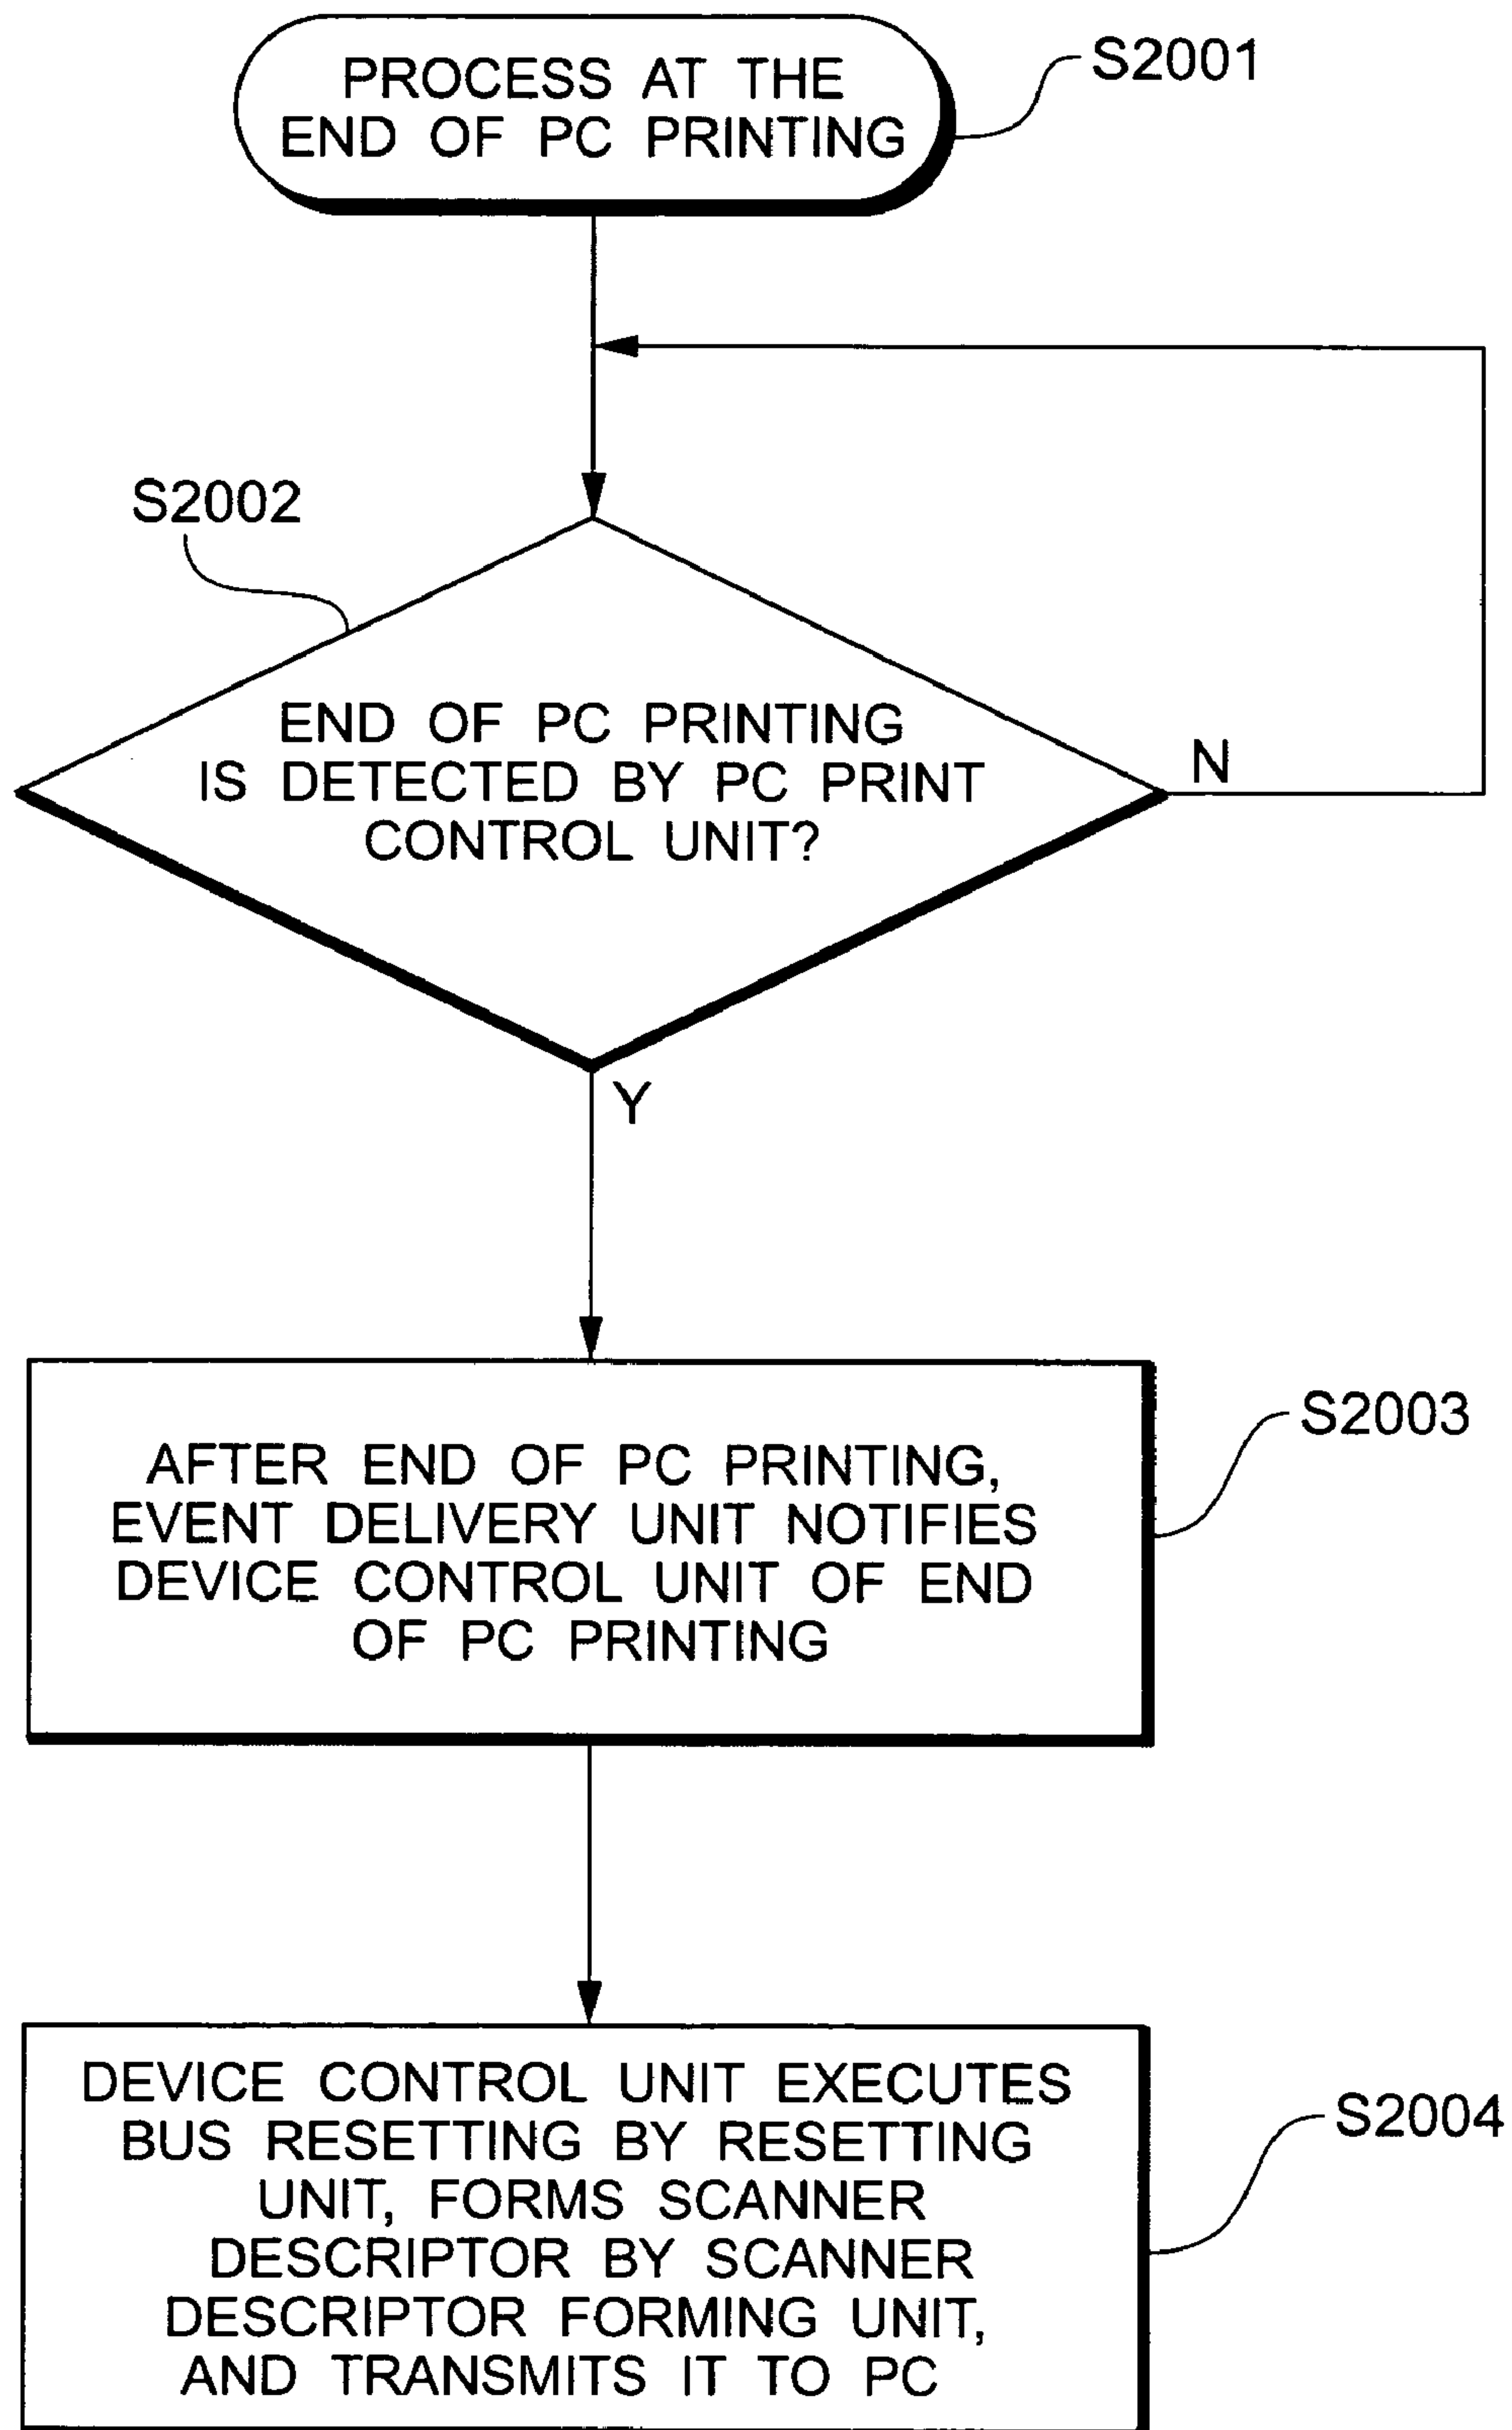 PROCESS AT THE
END OF PC PRINTING
S2001
S2002
END OF PC PRINTING
IS DETECTED BY PC PRINT
CONTROL UNIT?
N
Y
AFTER END OF PC PRINTING,
EVENT DELIVERY UNIT NOTIFIES
DEVICE CONTROL UNIT OF END
OF PC PRINTING
S2003
DEVICE CONTROL UNIT EXECUTES
BUS RESETTING BY RESETTING
UNIT, FORMS SCANNER
DESCRIPTOR BY SCANNER
DESCRIPTOR FORMING UNIT,
AND TRANSMITS IT TO PC
S2004